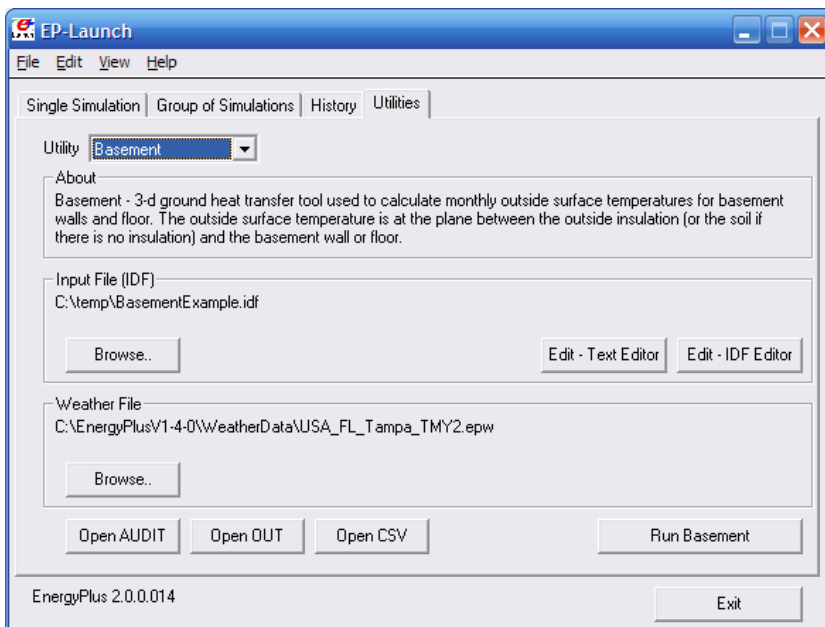 EP-Launch
File Edit View Help
Single Simulation Group of Simulations History Utilities
Utility Basement
About
Basement - 3-d ground heat transfer tool used to calculate monthly outside surface temperatures for basement
walls and floor. The outside surface temperature is at the plane between the outside insulation (or the soil if
there is no insulation) and the basement wall or floor.
Input File (IDF)
C:\temp\BasementExample.idf
Browse.. Edit - Text Editor Edit - IDF Editor
Weather File
C:\EnergyPlusV1-4-0\WeatherData\USA_FL_Tampa_TMY2.epw
Browse..
Open AUDIT Open OUT Open CSV Run Basement
EnergyPlus 2.0.0.014 Exit